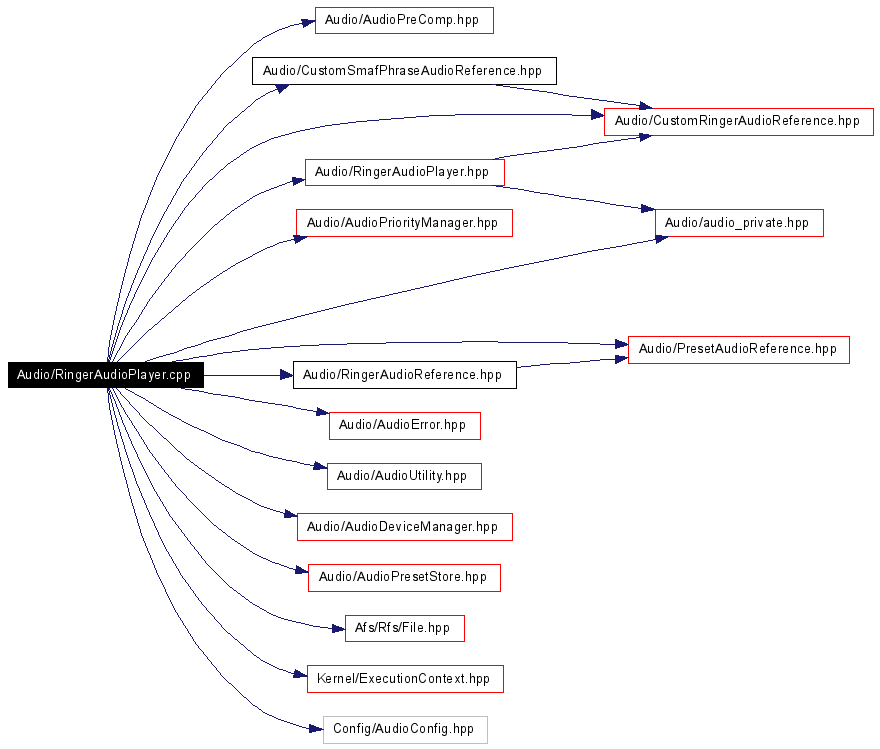 Audio/AudioPreComp.hpp
Audio/CustomSmafPhraseAudioReference.hpp
Audio/CustomRingerAudioReference.hpp
Audio/RingerAudioPlayer.hpp
Audio/AudioPriorityManager.hpp
Audio/audio_private.hpp
Audio/PresetAudioReference.hpp
Audio/RingerAudioPlayer.cpp
Audio/RingerAudioReference.hpp
Audio/AudioError.hpp
Audio/AudioUtility.hpp
Audio/AudioDeviceManager.hpp
Audio/AudioPresetStore.hpp
Afs/Rfs/File.hpp
Kernel/ExecutionContext.hpp
Config/AudioConfig.hpp